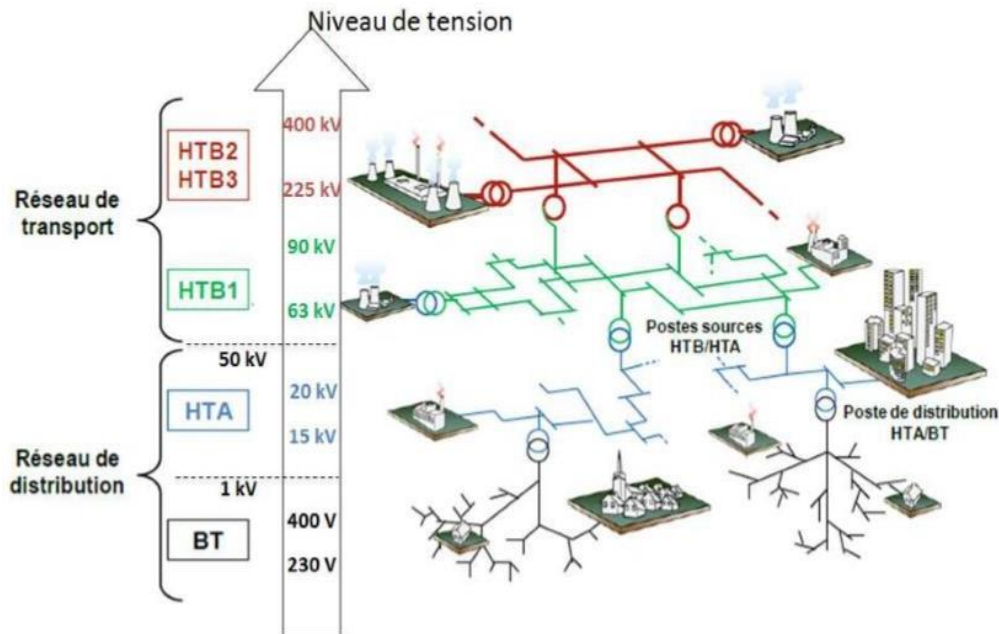 Niveau de tension
400 kV
HTB2
HTB3
225 kV
Réseau de
transport
90 kV
HTB1
63 kV
Postes sources
HTB/HTA
50 kV
20 kV
HTA
15 kV
Poste de distribution
HTA/BT
Réseau de
distribution
1 kV
400 V
BT
230 V